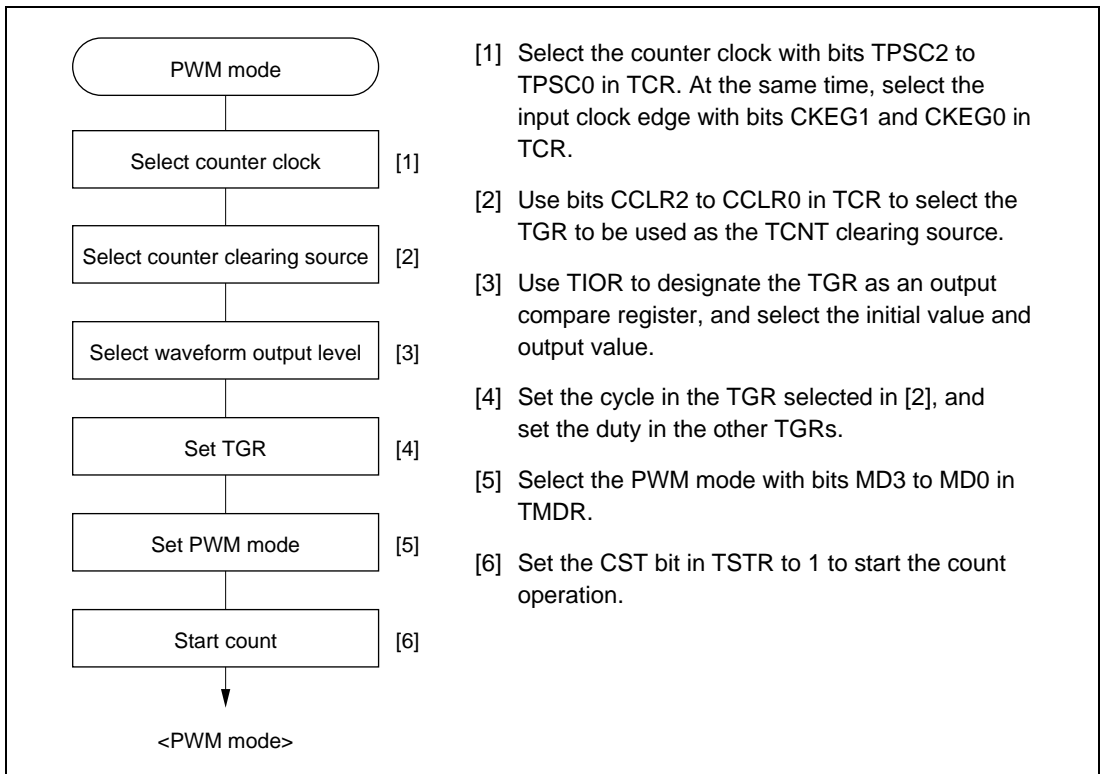 PWM mode
Select counter clock [1]
Select counter clearing source [2]
Select waveform output level [3]
Set TGR [4]
Set PWM mode [5]
Start count [6]
<PWM mode>
[1] Select the counter clock with bits TPSC2 to
TPSC0 in TCR. At the same time, select the
input clock edge with bits CKEG1 and CKEG0 in
TCR.
[2] Use bits CCLR2 to CCLR0 in TCR to select the
TGR to be used as the TCNT clearing source.
[3] Use TIOR to designate the TGR as an output
compare register, and select the initial value and
output value.
[4] Set the cycle in the TGR selected in [2], and
set the duty in the other TGRs.
[5] Select the PWM mode with bits MD3 to MD0 in
TMDR.
[6] Set the CST bit in TSTR to 1 to start the count
operation.